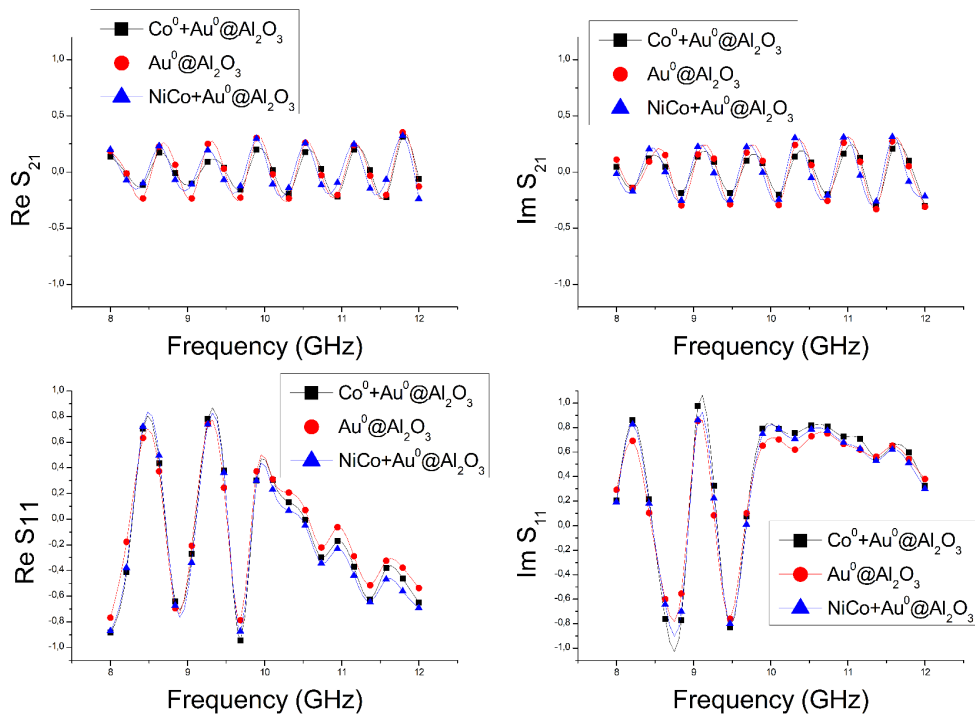 Co⁰+Au⁰@Al₂O₃
Au⁰@Al₂O₃
NiCo+Au⁰@Al₂O₃
1,0
0,5
0,0
-0,5
-1,0
Re S₂₁
8 9 10 11 12
Frequency (GHz)
Co⁰+Au⁰@Al₂O₃
Au⁰@Al₂O₃
NiCo+Au⁰@Al₂O₃
1,0
0,5
0,0
-0,5
-1,0
Im S₂₁
8 9 10 11 12
Frequency (GHz)
Co⁰+Au⁰@Al₂O₃
Au⁰@Al₂O₃
NiCo+Au⁰@Al₂O₃
1,0
0,8
0,6
0,4
0,2
0,0
-0,2
-0,4
-0,6
-0,8
-1,0
Re S11
8 9 10 11 12
Frequency (GHz)
1,0
0,8
0,6
0,4
0,2
0,0
-0,2
-0,4
-0,6
-0,8
-1,0
Im S₁₁
Co⁰+Au⁰@Al₂O₃
Au⁰@Al₂O₃
NiCo+Au⁰@Al₂O₃
8 9 10 11 12
Frequency (GHz)